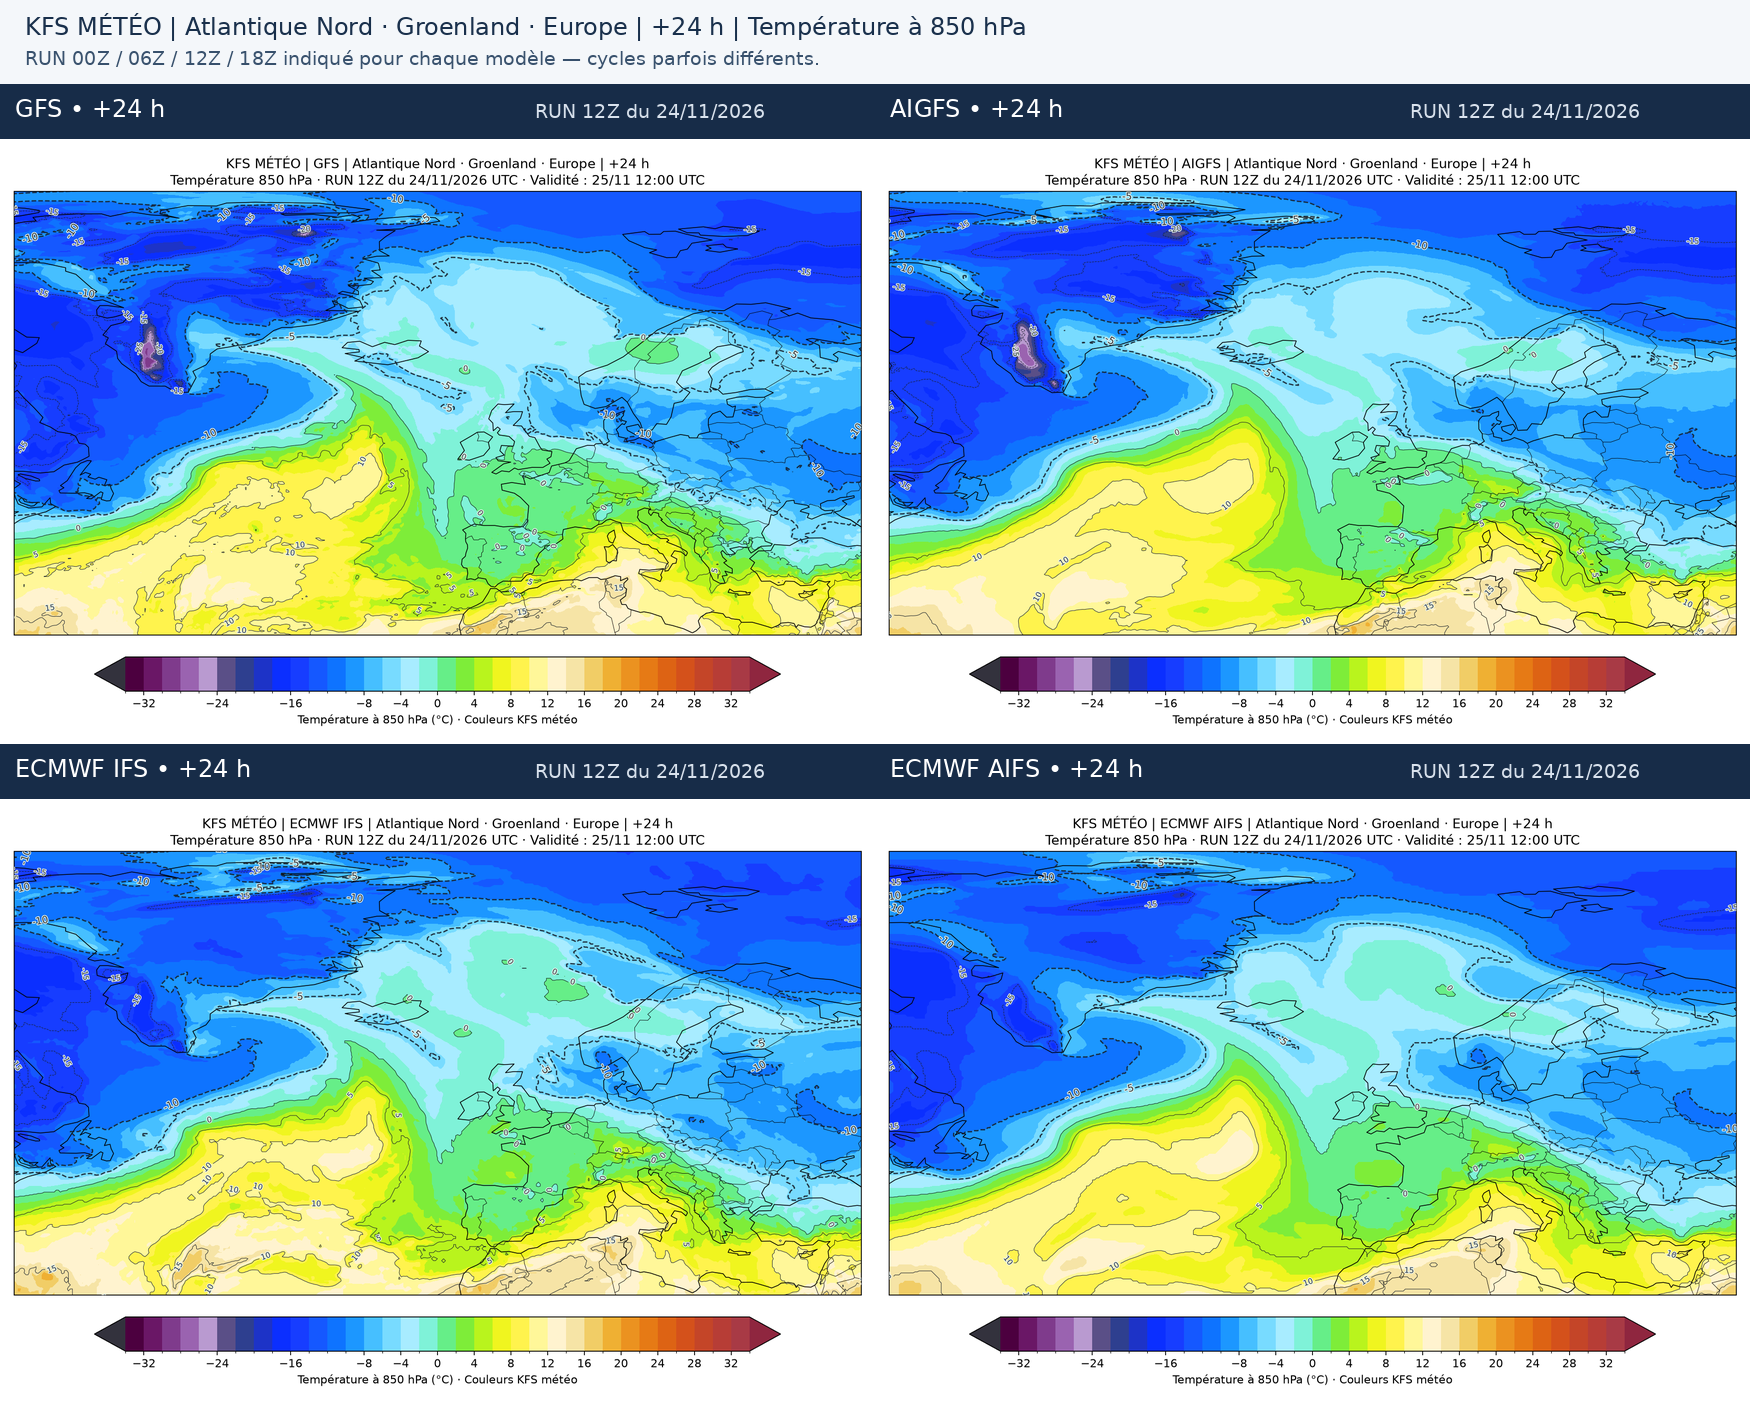 KFS MÉTÉO | Atlantique Nord · Groenland · Europe | +24 h | Température à 850 hPa
RUN 00Z / 06Z / 12Z / 18Z indiqué pour chaque modèle — cycles parfois différents.
GFS • +24 h
RUN 12Z du 24/11/2026
AIGFS • +24 h
RUN 12Z du 24/11/2026
KFS MÉTÉO | GFS | Atlantique Nord · Groenland · Europe | +24 h
Température 850 hPa · RUN 12Z du 24/11/2026 UTC · Validité : 25/11 12:00 UTC
KFS MÉTÉO | AIGFS | Atlantique Nord · Groenland · Europe | +24 h
Température 850 hPa · RUN 12Z du 24/11/2026 UTC · Validité : 25/11 12:00 UTC
−32 −24 −16 −8 −4 0 4 8 12 16 20 24 28 32
Température à 850 hPa (°C) · Couleurs KFS météo
−32 −24 −16 −8 −4 0 4 8 12 16 20 24 28 32
Température à 850 hPa (°C) · Couleurs KFS météo
ECMWF IFS • +24 h
RUN 12Z du 24/11/2026
ECMWF AIFS • +24 h
RUN 12Z du 24/11/2026
KFS MÉTÉO | ECMWF IFS | Atlantique Nord · Groenland · Europe | +24 h
Température 850 hPa · RUN 12Z du 24/11/2026 UTC · Validité : 25/11 12:00 UTC
KFS MÉTÉO | ECMWF AIFS | Atlantique Nord · Groenland · Europe | +24 h
Température 850 hPa · RUN 12Z du 24/11/2026 UTC · Validité : 25/11 12:00 UTC
−32 −24 −16 −8 −4 0 4 8 12 16 20 24 28 32
Température à 850 hPa (°C) · Couleurs KFS météo
−32 −24 −16 −8 −4 0 4 8 12 16 20 24 28 32
Température à 850 hPa (°C) · Couleurs KFS météo